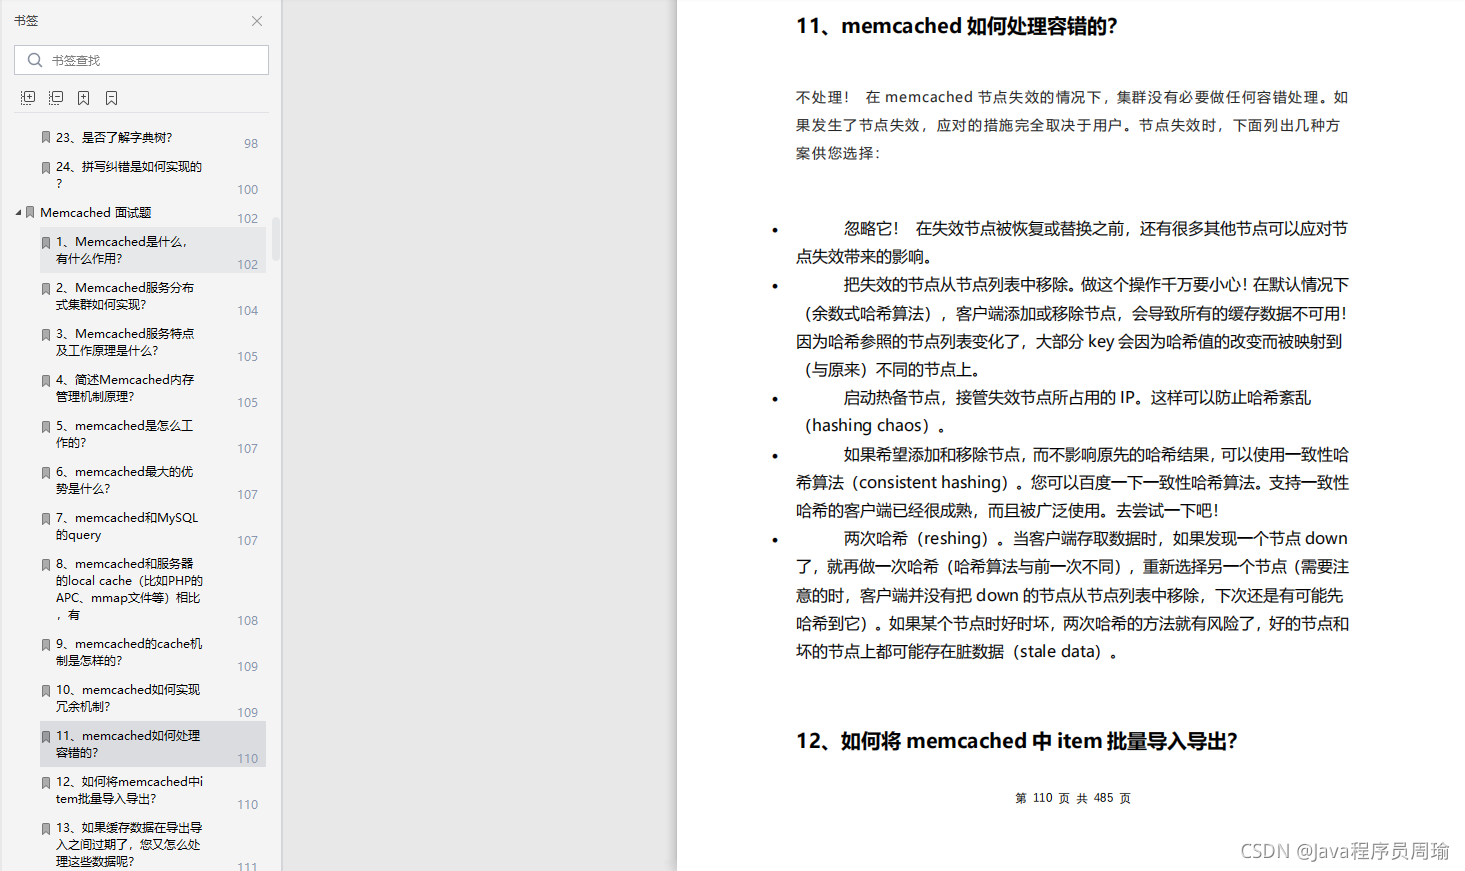 书签
书签查找
23、是否了解字典树?
98
24、拼写纠错是如何实现的
?
100
Memcached 面试题
102
1、Memcached是什么,
有什么作用?
102
2、Memcached服务分布
式集群如何实现?
104
3、Memcached服务特点
及工作原理是什么?
105
4、简述Memcached内存
管理机制原理?
105
5、memcached是怎么工
作的?
107
6、memcached最大的优
势是什么?
107
7、memcached和MySQL
的query
107
8、memcached和服务器
的local cache（比如PHP的
APC、mmap文件等）相比
，有
108
9、memcached的cache机
制是怎样的?
109
10、memcached如何实现
冗余机制?
109
11、memcached如何处理
容错的?
110
12、如何将memcached中i
tem批量导入导出?
110
13、如果缓存数据在导出导
入之间过期了，您又怎么处
理这些数据呢?
111
11、memcached 如何处理容错的?
不处理！ 在 memcached 节点失效的情况下，集群没有必要做任何容错处理。如
果发生了节点失效，应对的措施完全取决于用户。节点失效时，下面列出几种方
案供您选择：
• 忽略它！ 在失效节点被恢复或替换之前，还有很多其他节点可以应对节
点失效带来的影响。
• 把失效的节点从节点列表中移除。做这个操作千万要小心！在默认情况下
（余数式哈希算法），客户端添加或移除节点，会导致所有的缓存数据不可用！
因为哈希参照的节点列表变化了，大部分 key 会因为哈希值的改变而被映射到
（与原来）不同的节点上。
• 启动热备节点，接管失效节点所占用的 IP。这样可以防止哈希紊乱
（hashing chaos）。
• 如果希望添加和移除节点，而不影响原先的哈希结果，可以使用一致性哈
希算法（consistent hashing）。您可以百度一下一致性哈希算法。支持一致性
哈希的客户端已经很成熟，而且被广泛使用。去尝试一下吧！
• 两次哈希（reshing）。当客户端存取数据时，如果发现一个节点 down
了，就再做一次哈希（哈希算法与前一次不同），重新选择另一个节点（需要注
意的时，客户端并没有把 down 的节点从节点列表中移除，下次还是有可能先
哈希到它）。如果某个节点时好时坏，两次哈希的方法就有风险了，好的节点和
坏的节点上都可能存在脏数据（stale data）。
12、如何将 memcached 中 item 批量导入导出?
第 110 页 共 485 页
CSDN @Java程序员周瑜